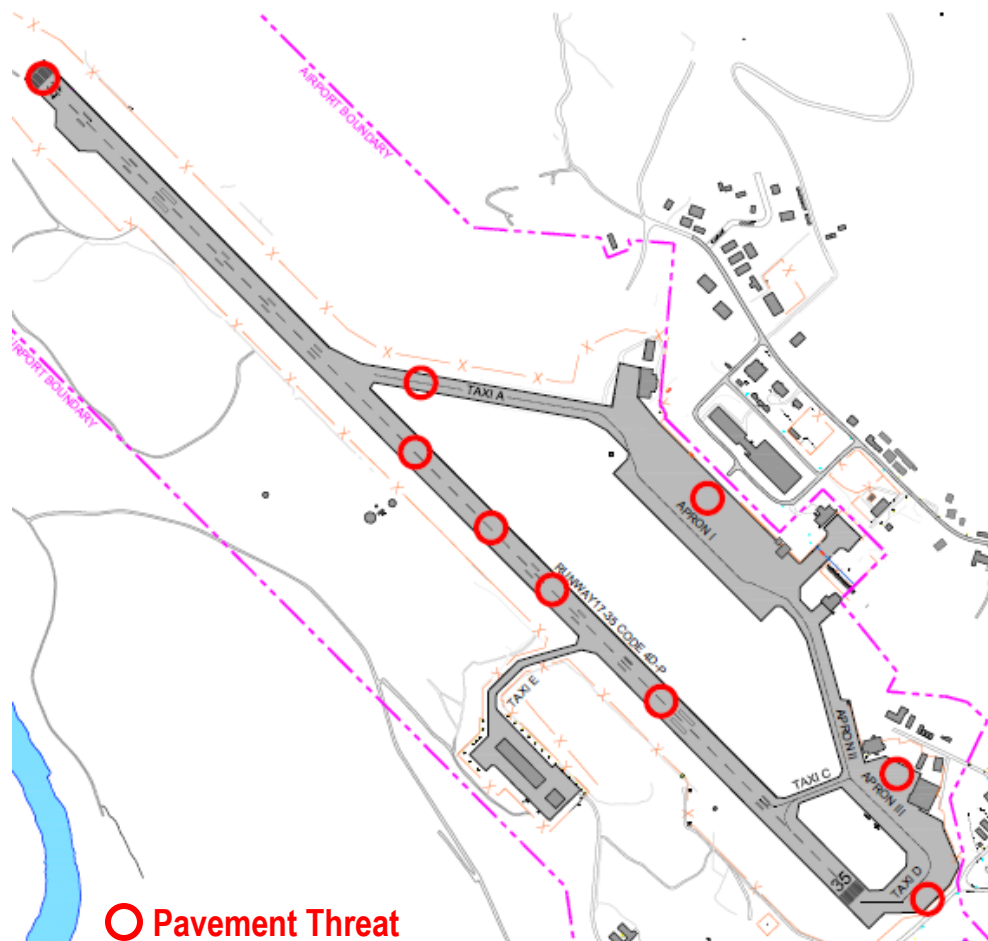 AIRPORT BOUNDARY
AIRPORT BOUNDARY
TAXI A
APRON I
RUNWAY17-35 CODE 4D-P
TAXI E
APRON II
TAXI C
APRON III
35
TAXI D
Pavement Threat